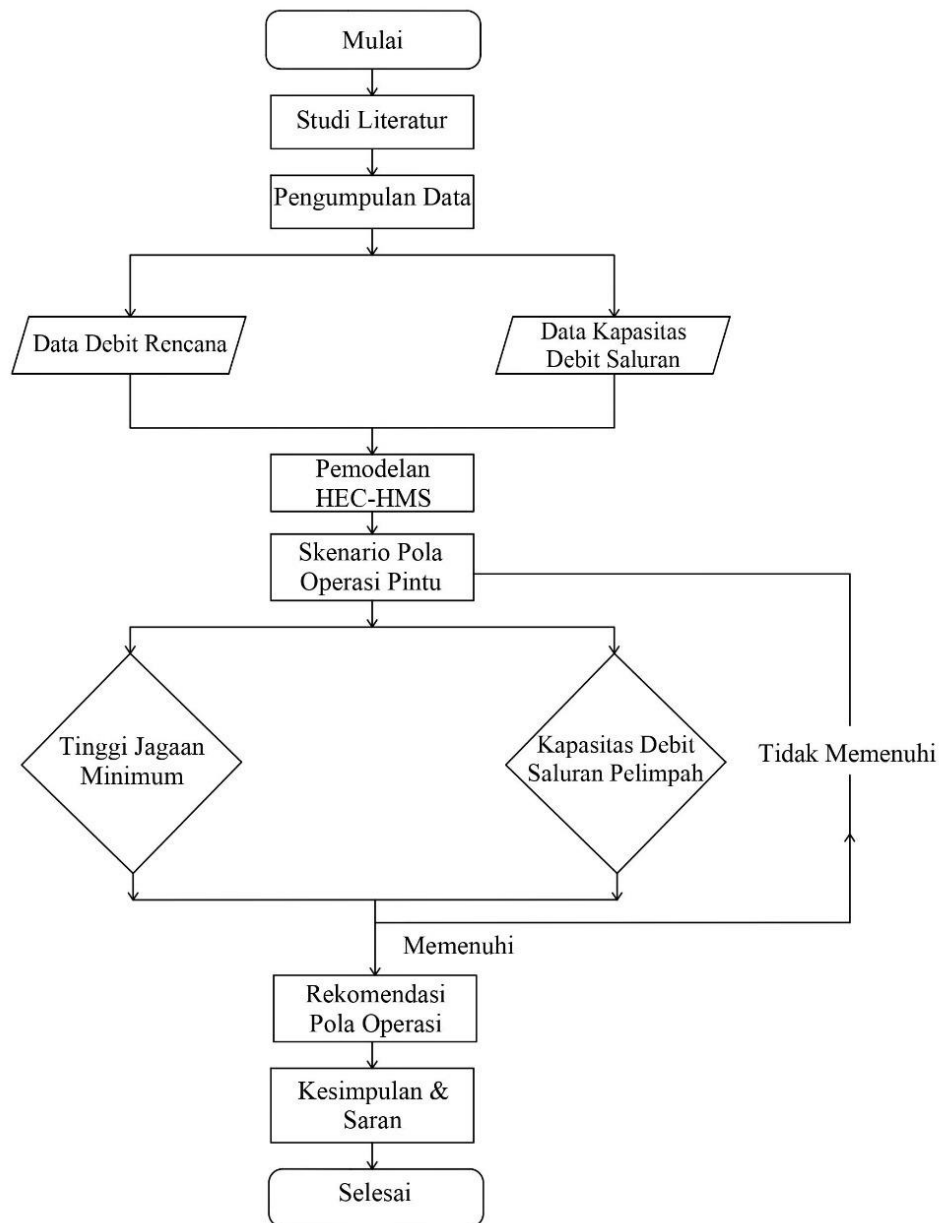 Mulai
Studi Literatur
Pengumpulan Data
Data Debit Rencana
Data Kapasitas
Debit Saluran
Pemodelan
HEC-HMS
Skenario Pola
Operasi Pintu
Tinggi Jagaan
Minimum
Kapasitas Debit
Saluran Pelimpah
Tidak Memenuhi
Memenuhi
Rekomendasi
Pola Operasi
Kesimpulan &
Saran
Selesai